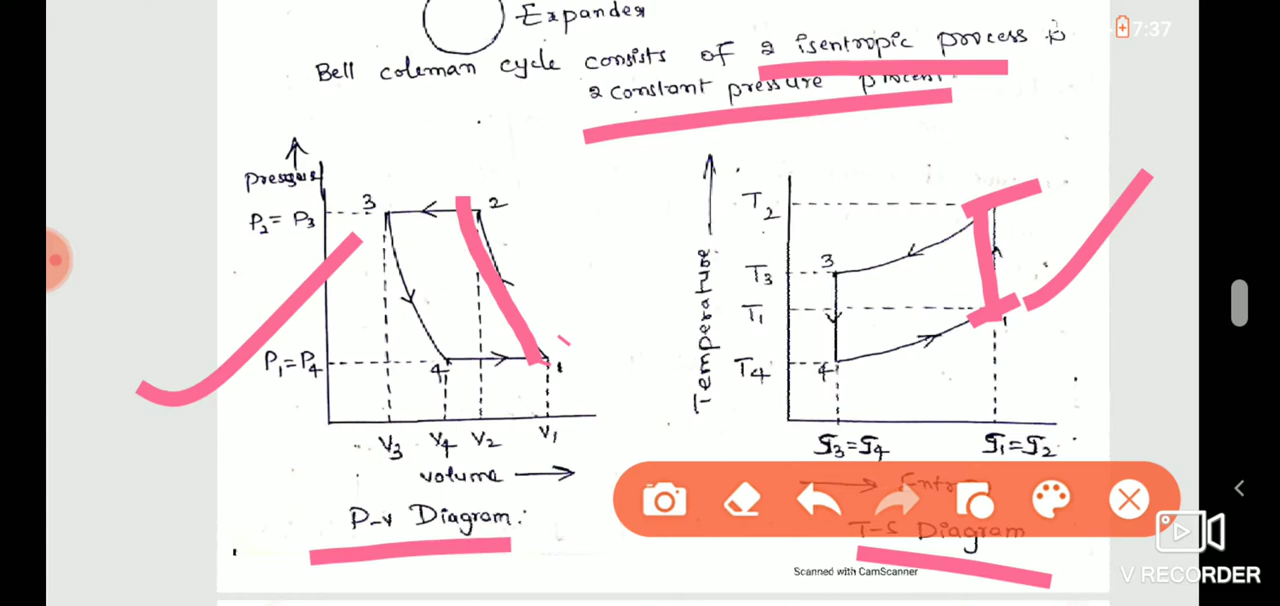 Expander
7:37
Bell coleman cycle consists of 2 isentropic process &
2 constant pressure process.
Pressure
P₂ = P₃
P₁=P₄
3
2
4
1
V₃ V₄ V₂ V₁
volume
P-v Diagram:
Temperature
T₂
T₃
T₁
T₄
3
4
1
S₃=S₄
S₁=S₂
T-S Diagram
Scanned with CamScanner
V RECORDER